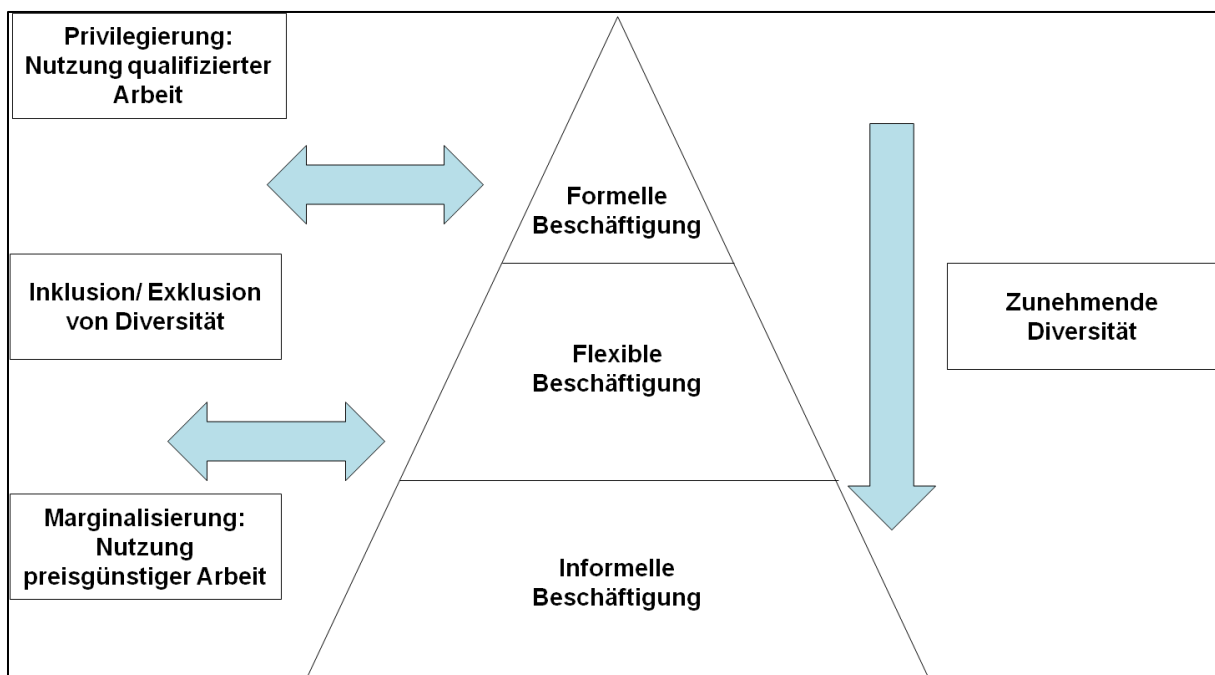 Privilegierung:
Nutzung qualifizierter
Arbeit
Formelle
Beschäftigung
Inklusion/ Exklusion
von Diversität
Zunehmende
Diversität
Flexible
Beschäftigung
Marginalisierung:
Nutzung
preisgünstiger Arbeit
Informelle
Beschäftigung